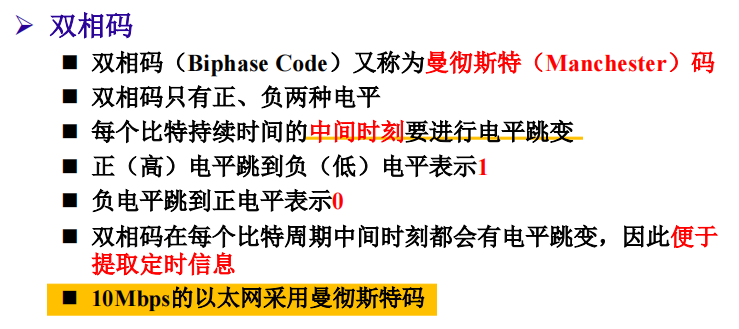 ➢ 双相码
■ 双相码（Biphase Code）又称为曼彻斯特（Manchester）码
■ 双相码只有正、负两种电平
■ 每个比特持续时间的中间时刻要进行电平跳变
■ 正（高）电平跳到负（低）电平表示1
■ 负电平跳到正电平表示0
■ 双相码在每个比特周期中间时刻都会有电平跳变，因此便于
提取定时信息
■ 10Mbps的以太网采用曼彻斯特码